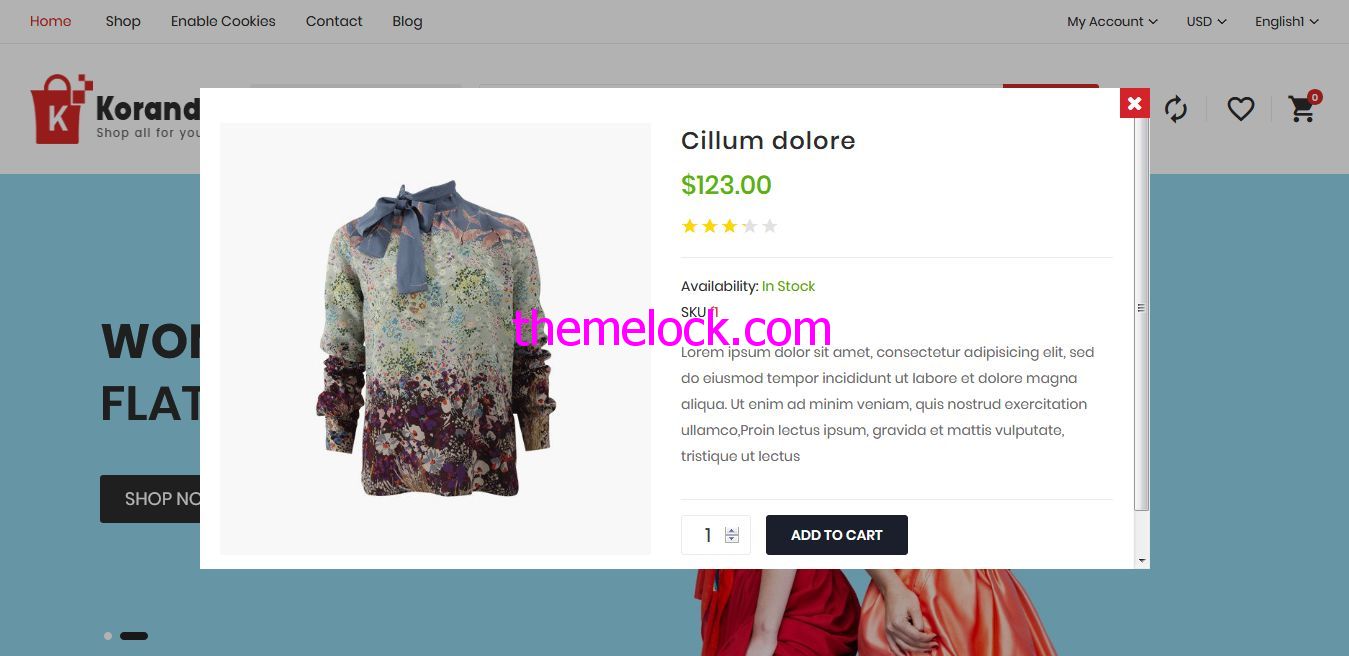 Home Shop Enable Cookies Contact Blog My Account USD English1
K Korand
Shop all for you
0
Cillum dolore
$123.00
Availability: In Stock
SKU
themelock.com
Lorem ipsum dolor sit amet, consectetur adipisicing elit, sed
do eiusmod tempor incididunt ut labore et dolore magna
aliqua. Ut enim ad minim veniam, quis nostrud exercitation
ullamco,Proin lectus ipsum, gravida et mattis vulputate,
tristique ut lectus
1 ADD TO CART
FLAT
SHOP NO